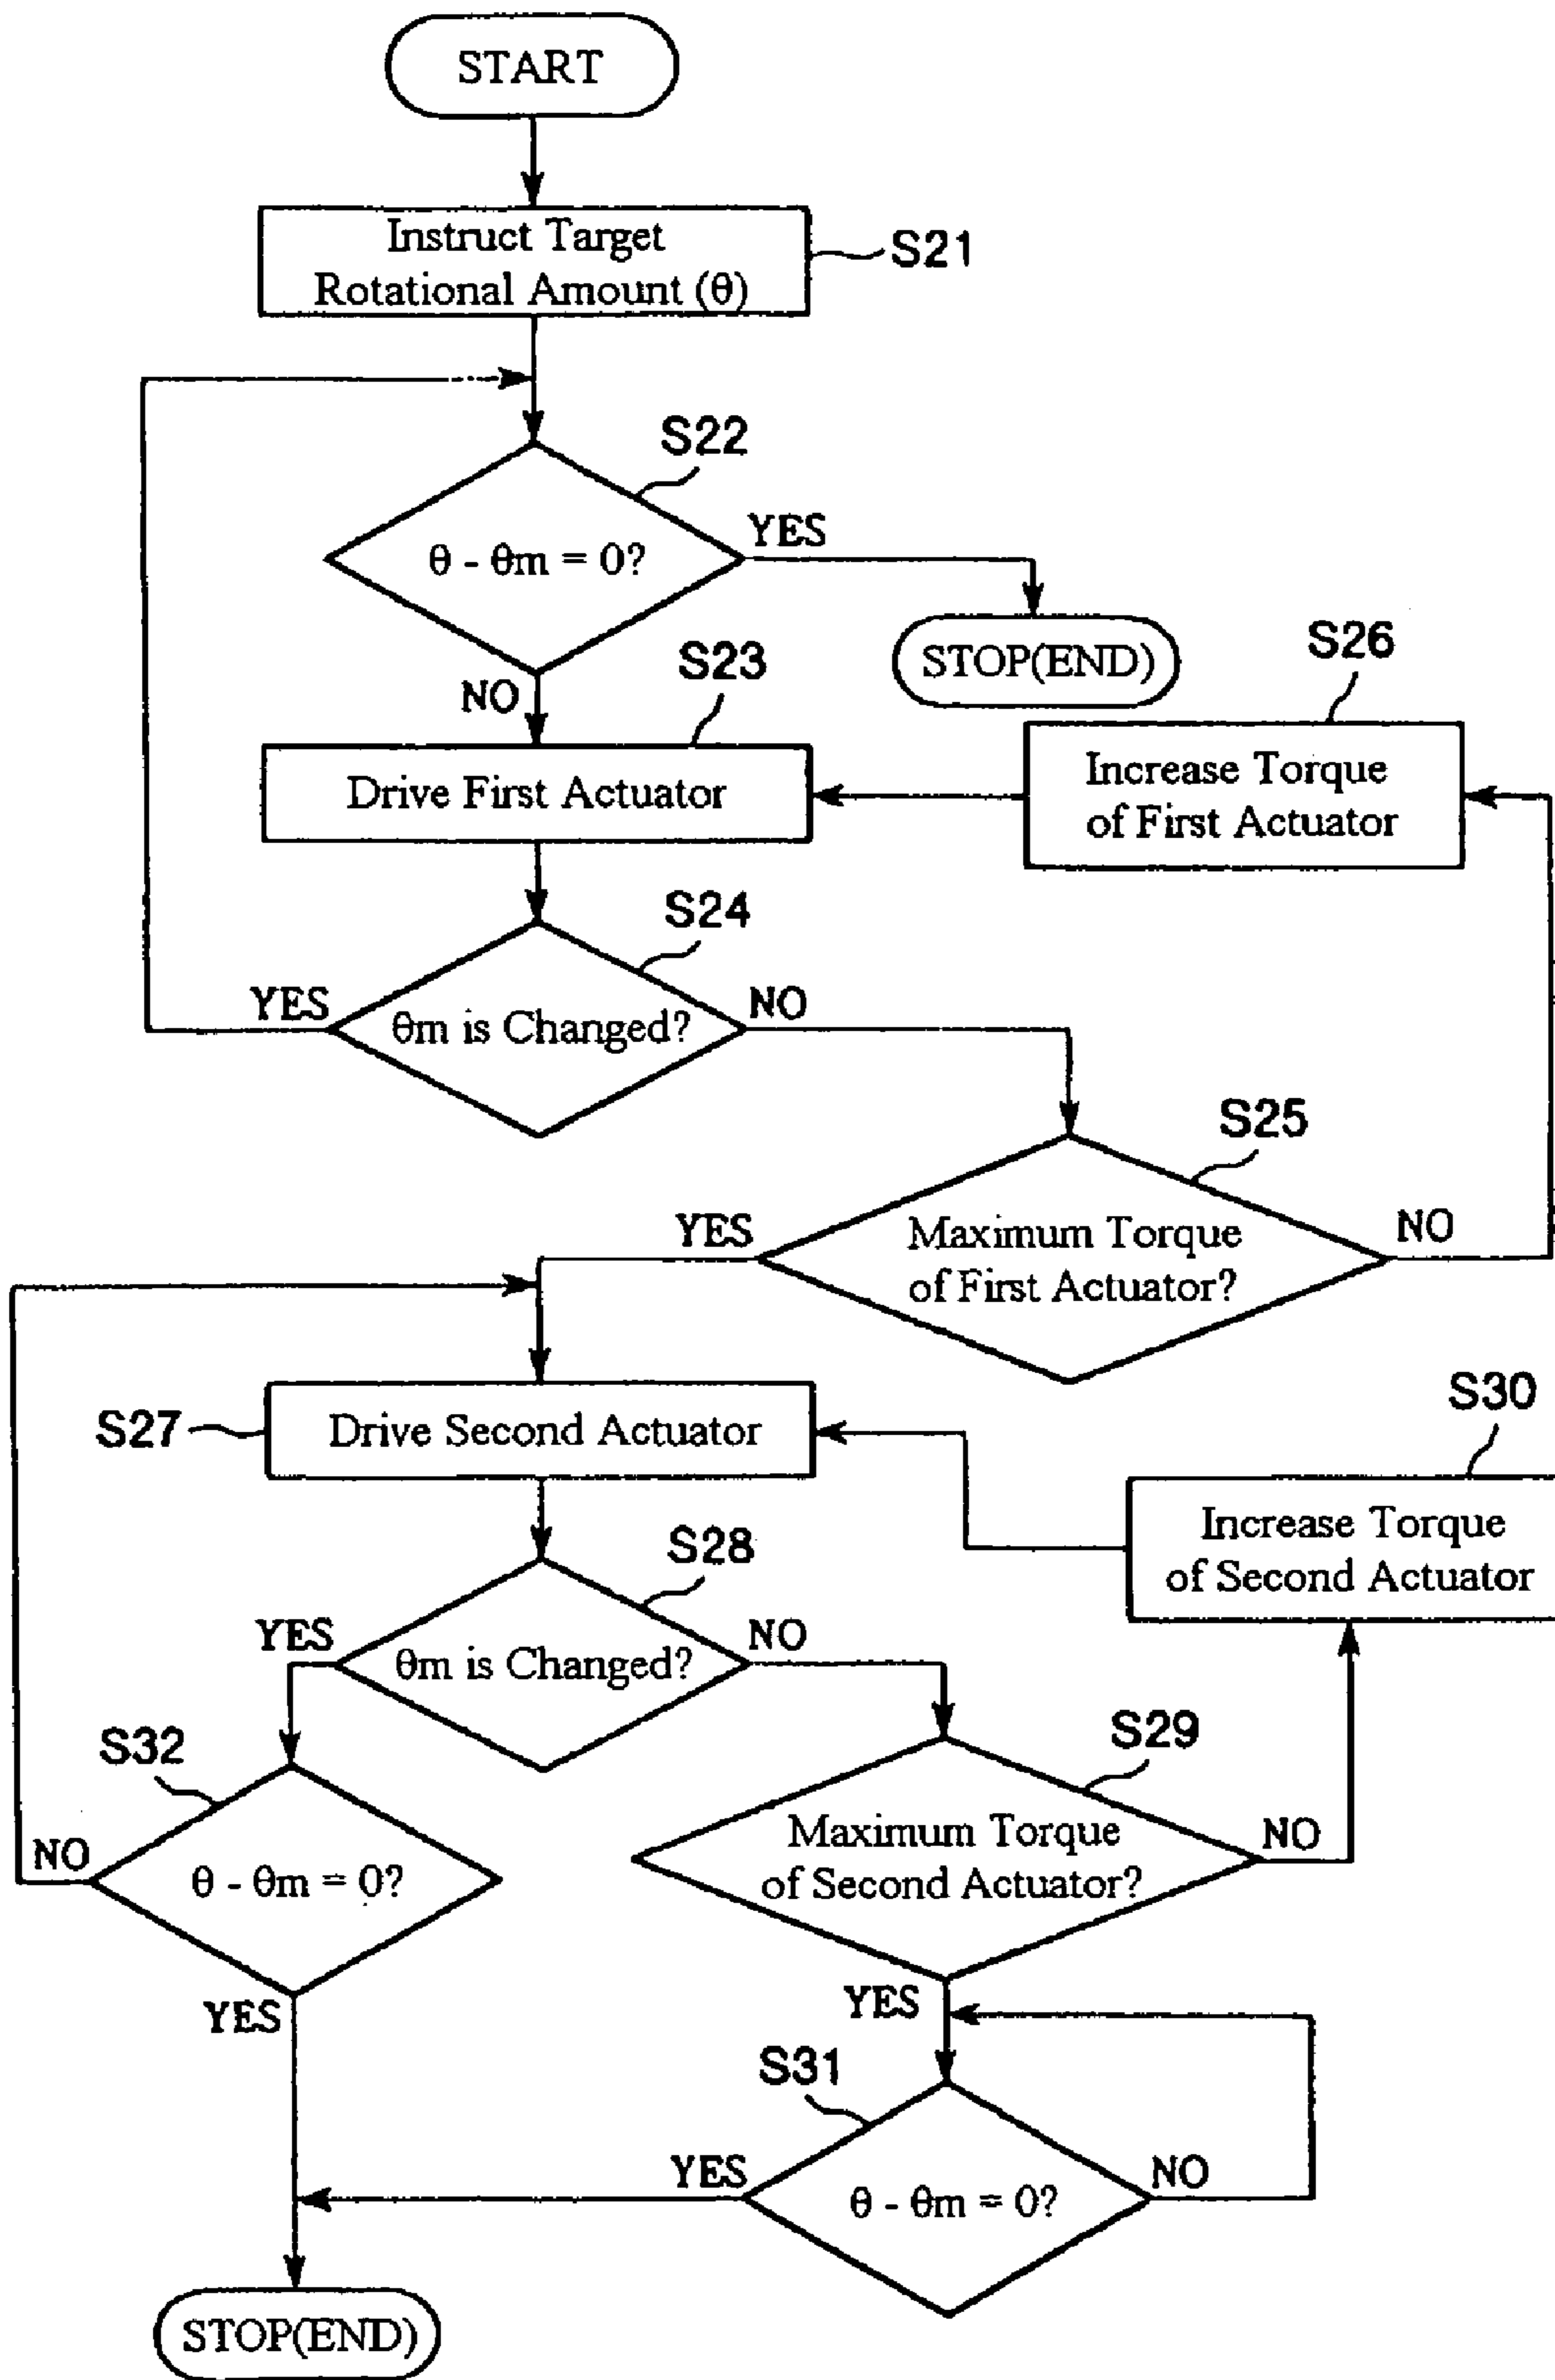 START
Instruct Target
Rotational Amount (θ)
S21
S22
θ - θm = 0?
YES
NO
STOP(END)
S23
Drive First Actuator
S26
Increase Torque
of First Actuator
S24
YES
θm is Changed?
NO
S25
YES
Maximum Torque
of First Actuator?
NO
S27
Drive Second Actuator
S30
Increase Torque
of Second Actuator
S28
YES
θm is Changed?
NO
S32
NO
θ - θm = 0?
YES
S29
Maximum Torque
of Second Actuator?
NO
YES
S31
YES
θ - θm = 0?
NO
STOP(END)